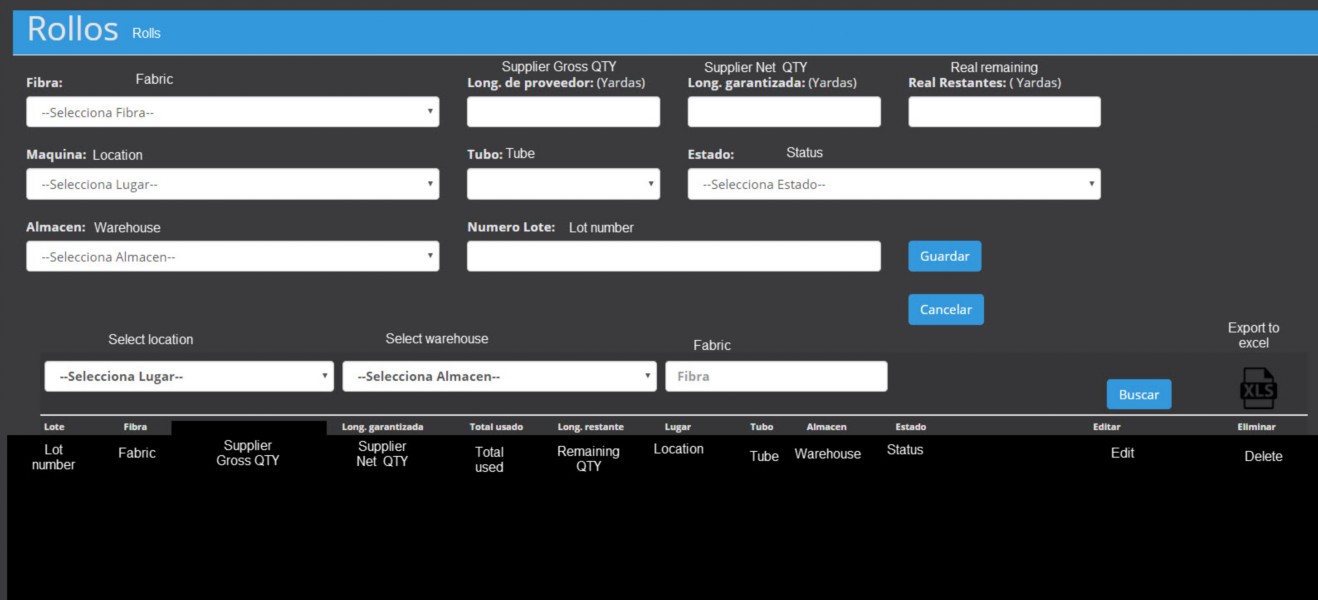 Rollos Rolls
Supplier Gross QTY Supplier Net QTY Real remaining
Fibra: Fabric Long. de proveedor: (Yardas) Long. garantizada: (Yardas) Real Restantes: ( Yardas)
--Selecciona Fibra--
Maquina: Location Tubo: Tube Estado: Status
--Selecciona Lugar-- --Selecciona Estado--
Almacen: Warehouse Numero Lote: Lot number
--Selecciona Almacen-- Guardar
Cancelar
Select location Select warehouse Fabric Export to
excel
--Selecciona Lugar-- --Selecciona Almacen-- Fibra Buscar XLS
Lote Fibra Long. garantizada Total usado Long. restante Lugar Tubo Almacen Estado Editar Eliminar
Lot Fabric Supplier Supplier Total Remaining Location Tube Warehouse Status Edit Delete
number Gross QTY Net QTY used QTY